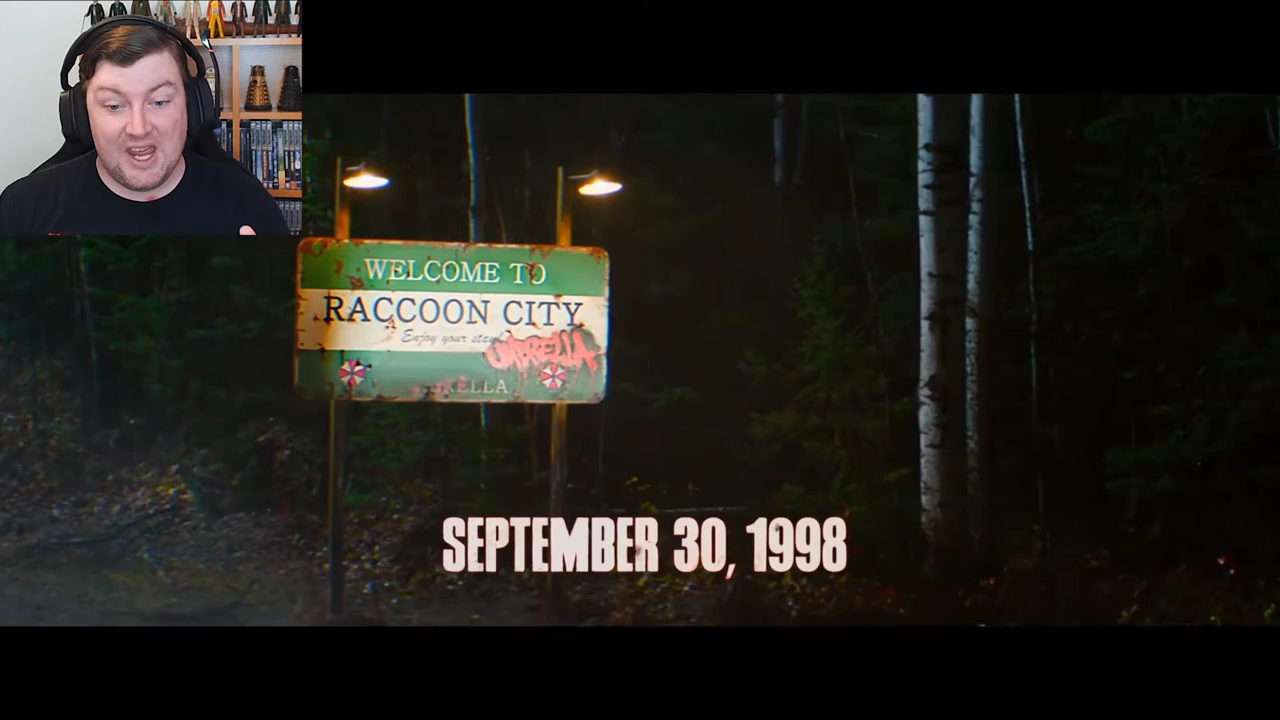 WELCOME TO
RACCOON CITY
Enjoy your stay
UMBRELLA
SEPTEMBER 30, 1998